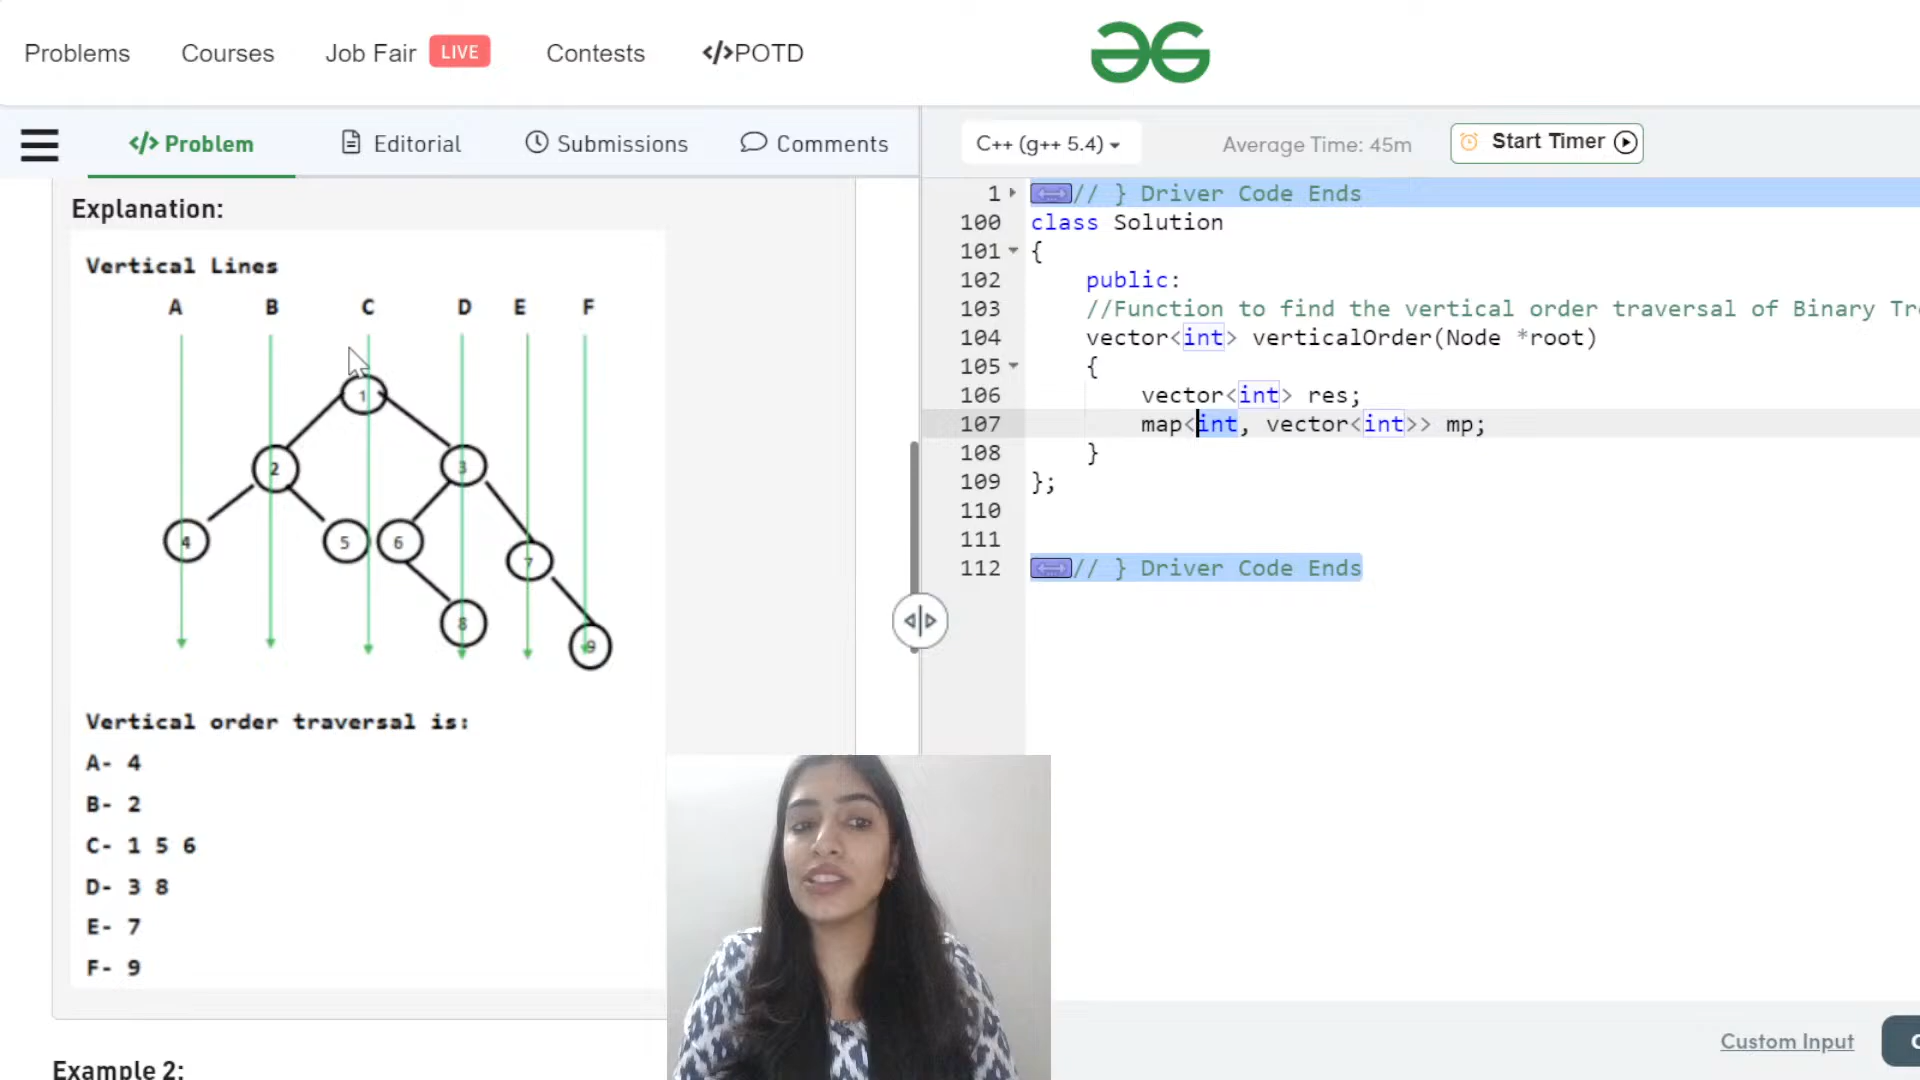 Problems Courses Job Fair LIVE Contests </>POTD
</> Problem Editorial Submissions Comments
C++ (g++ 5.4) Average Time: 45m Start Timer
Explanation:
Vertical Lines
A B C D E F
1
2 3
4 5 6 7
8
9
Vertical order traversal is:
A- 4
B- 2
C- 1 5 6
D- 3 8
E- 7
F- 9
Example 2:
1 // } Driver Code Ends
100 class Solution
101 {
102 public:
103 //Function to find the vertical order traversal of Binary Tr
104 vector<int> verticalOrder(Node *root)
105 {
106 vector<int> res;
107 map<int, vector<int>> mp;
108 }
109 };
110
111
112 // } Driver Code Ends
Custom Input